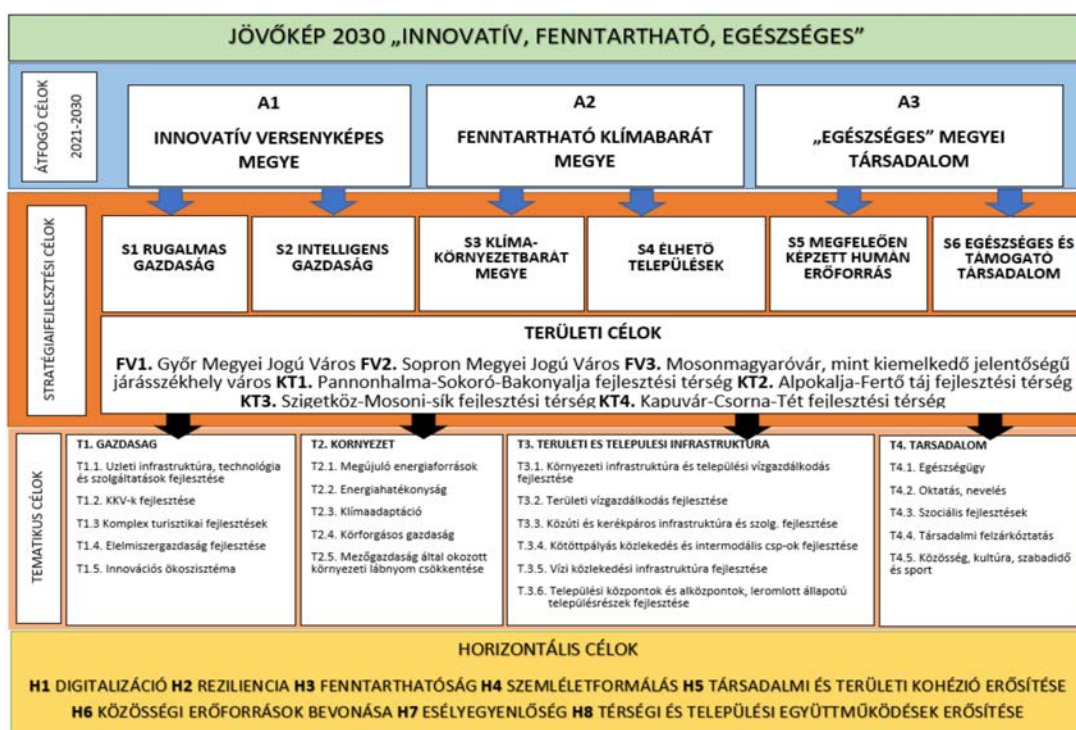 JÖVŐKÉP 2030 „INNOVATÍV, FENNTARTHATÓ, EGÉSZSÉGES”
ÁTFOGÓ CÉLOK
2021-2030
A1
INNOVATÍV VERSENYKÉPES
MEGYE
A2
FENNTARTHATÓ KLÍMABARÁT
MEGYE
A3
„EGÉSZSÉGES” MEGYEI
TÁRSADALOM
STRATÉGIAIFEJLESZTÉSI CÉLOK
S1 RUGALMAS
GAZDASÁG
S2 INTELLIGENS
GAZDASÁG
S3 KLÍMA-
KÖRNYEZETBARÁT
MEGYE
S4 ÉLHETŐ
TELEPÜLÉSEK
S5 MEGFELEŐEN
KÉPZETT HUMÁN
ERŐFORRÁS
S6 EGÉSZSÉGES ÉS
TÁMOGATÓ
TÁRSADALOM
TERÜLETI CÉLOK
FV1. Győr Megyei Jogú Város FV2. Sopron Megyei Jogú Város FV3. Mosonmagyaróvár, mint kiemelkedő jelentőségű
járásszékhely város KT1. Pannonhalma-Sokoró-Bakonyalja fejlesztési térség KT2. Alpokalja-Fertő táj fejlesztési térség
KT3. Szigetköz-Mosoni-sík fejlesztési térség KT4. Kapuvár-Csorna-Tét fejlesztési térség
TEMATIKUS CÉLOK
T1. GAZDASAG
T1.1. Uzleti infrastruktúra, technológia
és szolgáltatások fejlesztése
T1.2. KKV-k fejlesztése
T1.3 Komplex turisztikai fejlesztések
T1.4. Elelmiszergazdaság fejlesztése
T1.5. Innovációs ökoszisztéma
T2. KORNYEZET
T2.1. Megújuló energiaforrások
T2.2. Energiahatékonyság
T2.3. Klímaadaptáció
T2.4. Körforgásos gazdaság
T2.5. Mezőgazdaság által okozott
környezeti lábnyom csökkentése
T3. TERULETI ES TELEPULESI INFRASTRUKTÚRA
T3.1. Környezeti infrastruktúra és települési vízgazdálkodás
fejlesztése
T3.2. Területi vízgazdálkodás fejlesztése
T3.3. Közúti és kerékpáros infrastruktúra és szolg. fejlesztése
T.3.4. Kötöttpályás közlekedés és intermodális csp-ok fejlesztése
T.3.5. Vízi közlekedési infrastruktúra fejlesztése
T.3.6. Települési központok és alközpontok, leromlott állapotú
településrészek fejlesztése
T4. TARSADALOM
T4.1. Egészségügy
T4.2. Oktatás, nevelés
T4.3. Szociális fejlesztések
T4.4. Társadalmi felzárkóztatás
T4.5. Közösség, kultúra, szabadidő
és sport
HORIZONTÁLIS CÉLOK
H1 DIGITALIZÁCIÓ H2 REZILIENCIA H3 FENNTARTHATÓSÁG H4 SZEMLÉLETFORMÁLÁS H5 TÁRSADALMI ÉS TERÜLETI KOHÉZIÓ ERŐSÍTÉSE
H6 KÖZÖSSÉGI ERŐFORRÁSOK BEVONÁSA H7 ESÉLYEGYENLŐSÉG H8 TÉRSÉGI ÉS TELEPÜLÉSI EGYÜTTMŰKÖDÉSEK ERŐSÍTÉSE